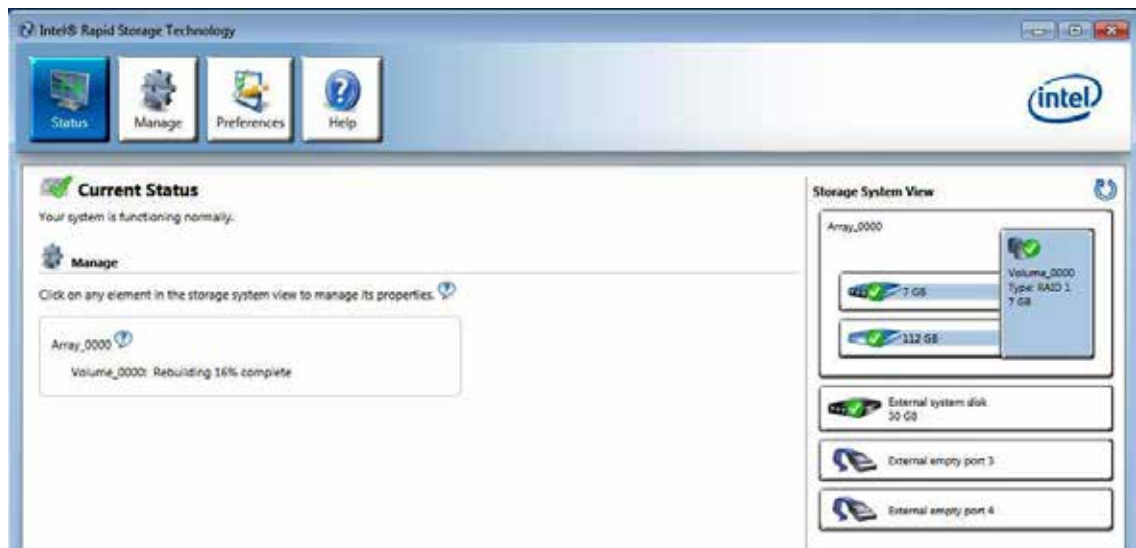 Intel® Rapid Storage Technology
Status
Manage
Preferences
Help
intel
Current Status
Your system is functioning normally.
Manage
Click on any element in the storage system view to manage its properties.
Array_0000
Volume_0000: Rebuilding 16% complete
Storage System View
Array_0000
Volume_0000
Type: RAID 1
7 GB
7 GB
112 GB
External system disk
30 GB
External empty port 3
External empty port 4